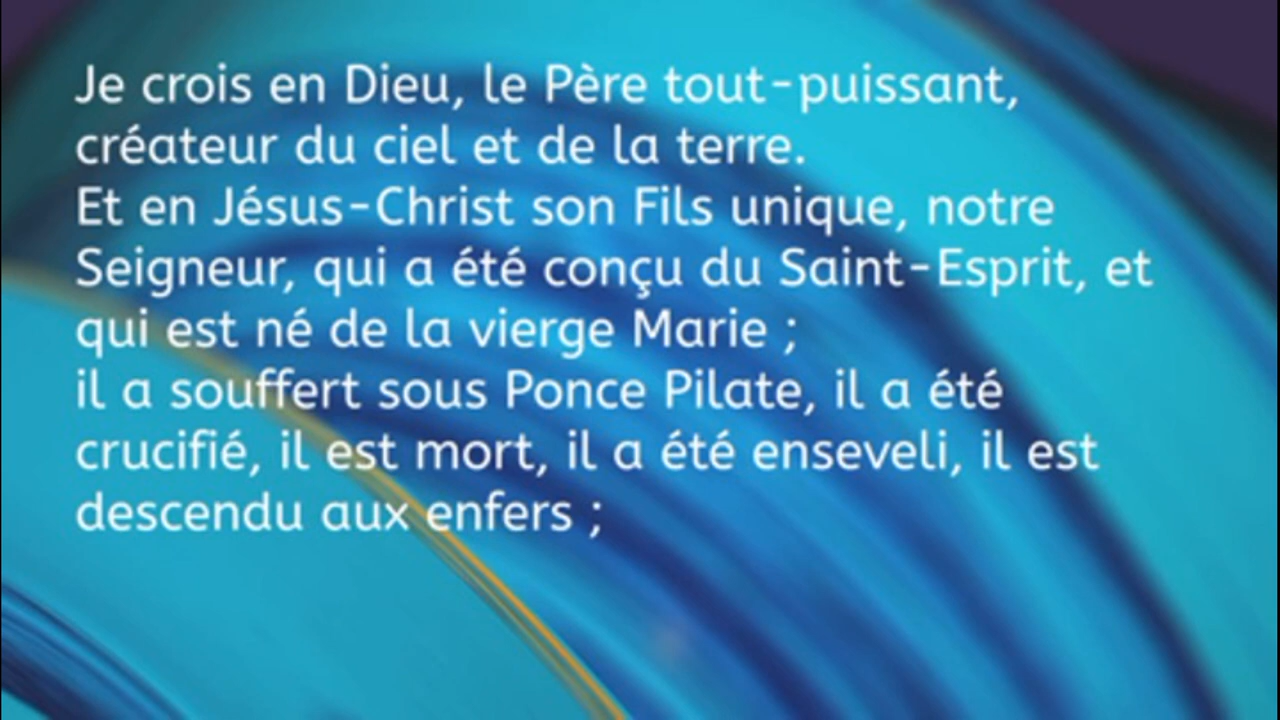 Je crois en Dieu, le Père tout-puissant,
créateur du ciel et de la terre.
Et en Jésus-Christ son Fils unique, notre
Seigneur, qui a été conçu du Saint-Esprit, et
qui est né de la vierge Marie ;
il a souffert sous Ponce Pilate, il a été
crucifié, il est mort, il a été enseveli, il est
descendu aux enfers ;